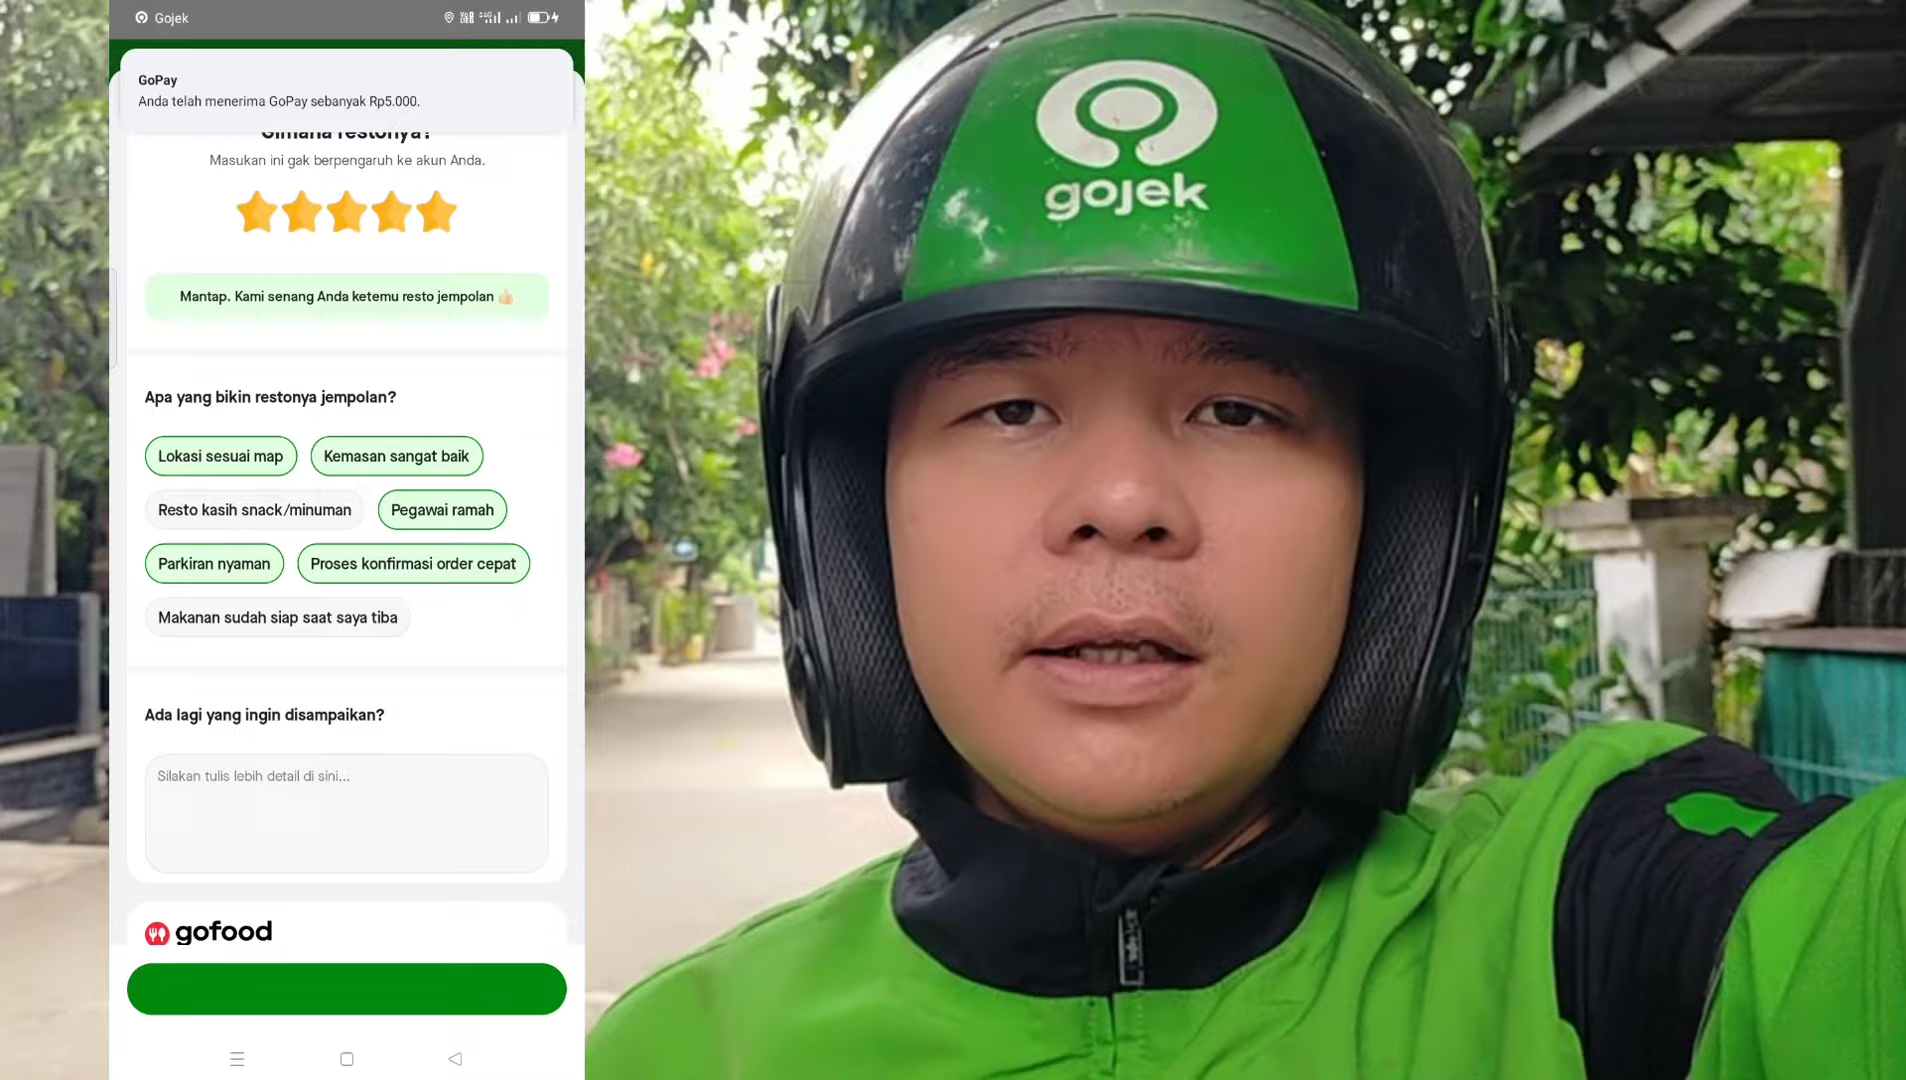 Gojek
GoPay
Anda telah menerima GoPay sebanyak Rp5.000.
Gimana restonya?
Masukan ini gak berpengaruh ke akun Anda.
Mantap. Kami senang Anda ketemu resto jempolan 👍
Apa yang bikin restonya jempolan?
Lokasi sesuai map
Kemasan sangat baik
Resto kasih snack/minuman
Pegawai ramah
Parkiran nyaman
Proses konfirmasi order cepat
Makanan sudah siap saat saya tiba
Ada lagi yang ingin disampaikan?
Silakan tulis lebih detail di sini...
gofood
gojek